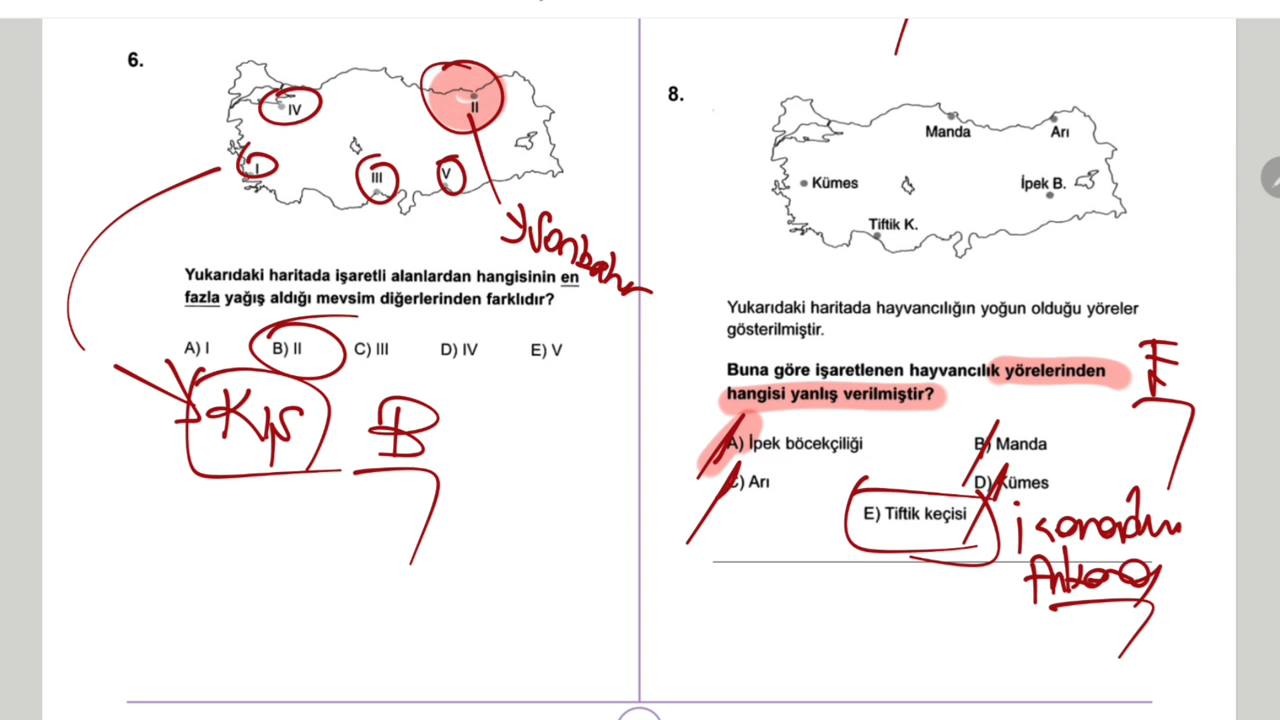 6.
IV
II
I
III
V
yvonbahr
Yukarıdaki haritada işaretli alanlardan hangisinin en
fazla yağış aldığı mevsim diğerlerinden farklıdır?
A) I B) II C) III D) IV E) V
Kış
B
8.
Manda
Arı
Kümes
İpek B.
Tiftik K.
Yukarıdaki haritada hayvancılığın yoğun olduğu yöreler
gösterilmiştir.
Buna göre işaretlenen hayvancılık yörelerinden
hangisi yanlış verilmiştir?
A) İpek böcekçiliği B) Manda
C) Arı D) Kümes
E) Tiftik keçisi
E